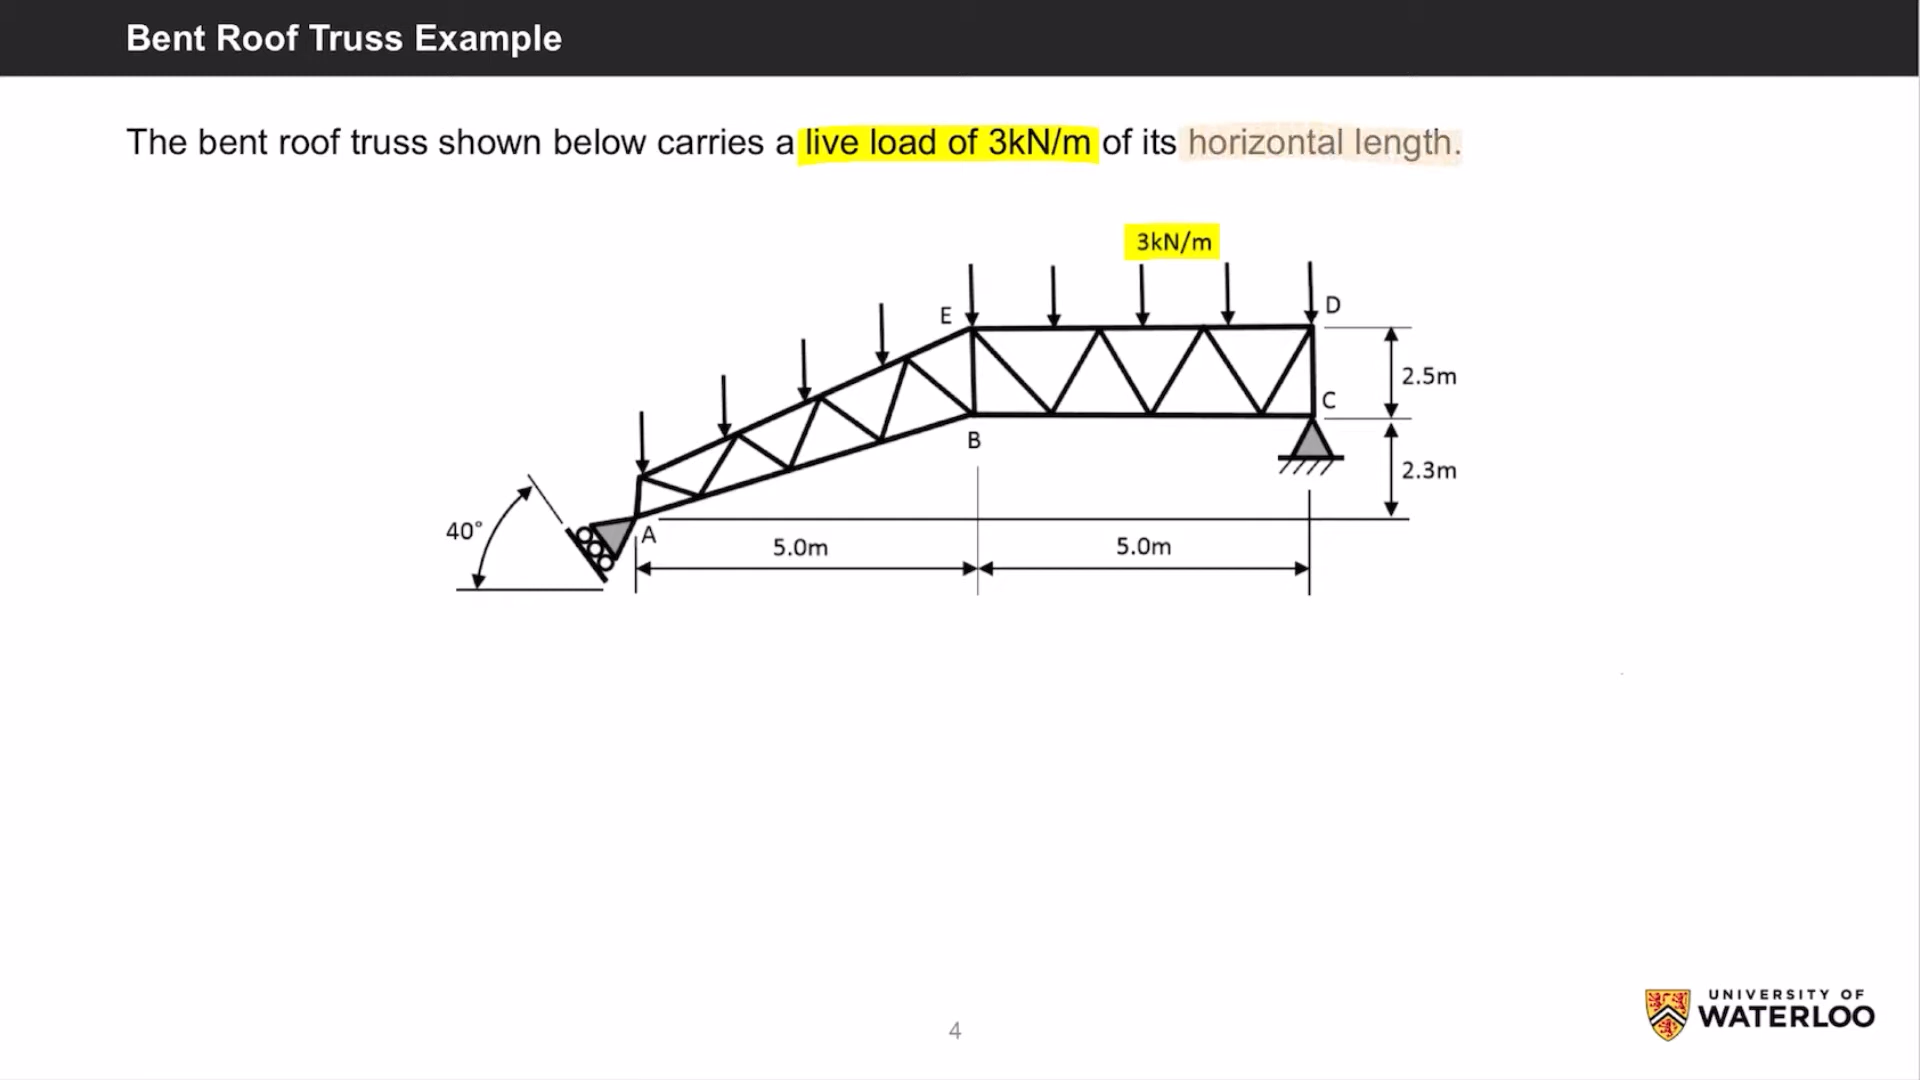 Bent Roof Truss Example
The bent roof truss shown below carries a live load of 3kN/m of its horizontal length.
3kN/m
E
D
2.5m
C
B
2.3m
40°
A
5.0m
5.0m
4
UNIVERSITY OF
WATERLOO